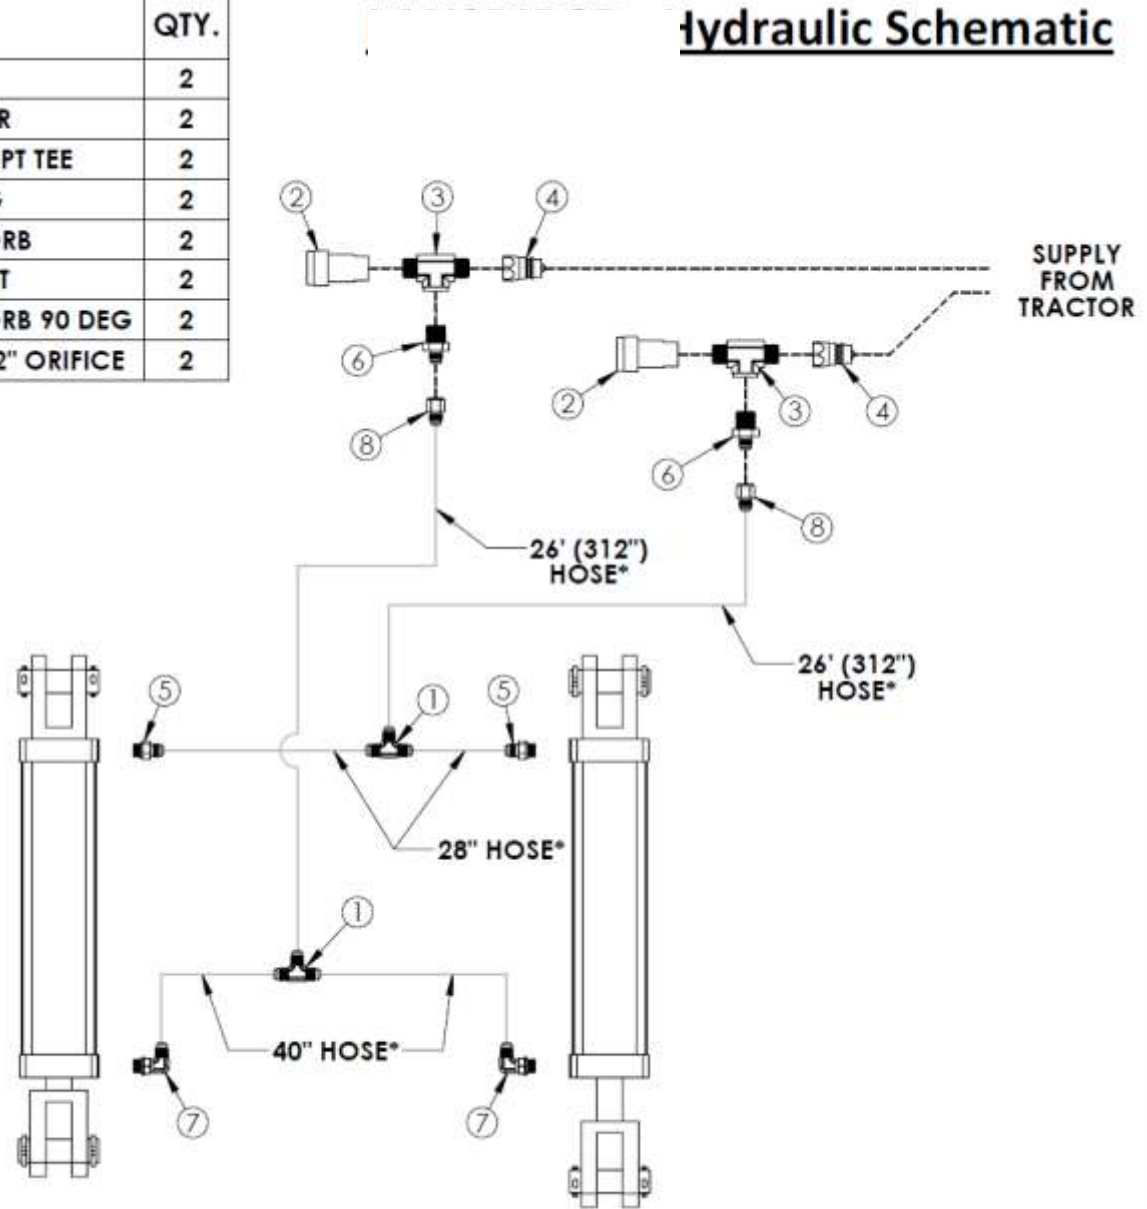 lydraulic Schematic
QTY.
2
R 2
PT TEE 2
2
RB 2
T 2
RB 90 DEG 2
2" ORIFICE 2
2
3
4
SUPPLY
FROM
TRACTOR
6
2
3
4
8
6
8
26' (312")
HOSE*
26' (312")
HOSE*
5
1
5
28" HOSE*
1
40" HOSE*
7
7